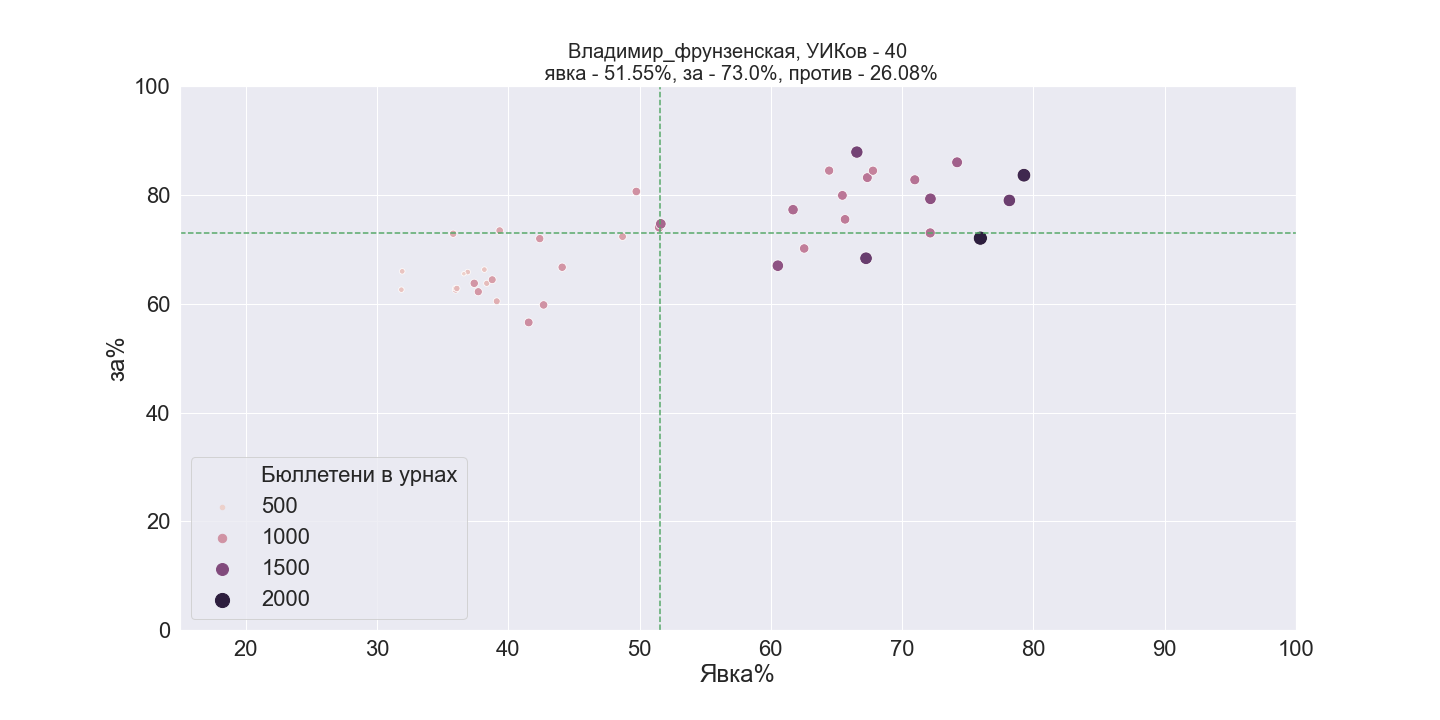 Владимир_фрунзенская, УИКов - 40
явка - 51.55%, за - 73.0%, против - 26.08%
100
80
60
40
20
0
за%
Бюллетени в урнах
500
1000
1500
2000
20 30 40 50 60 70 80 90 100
Явка%